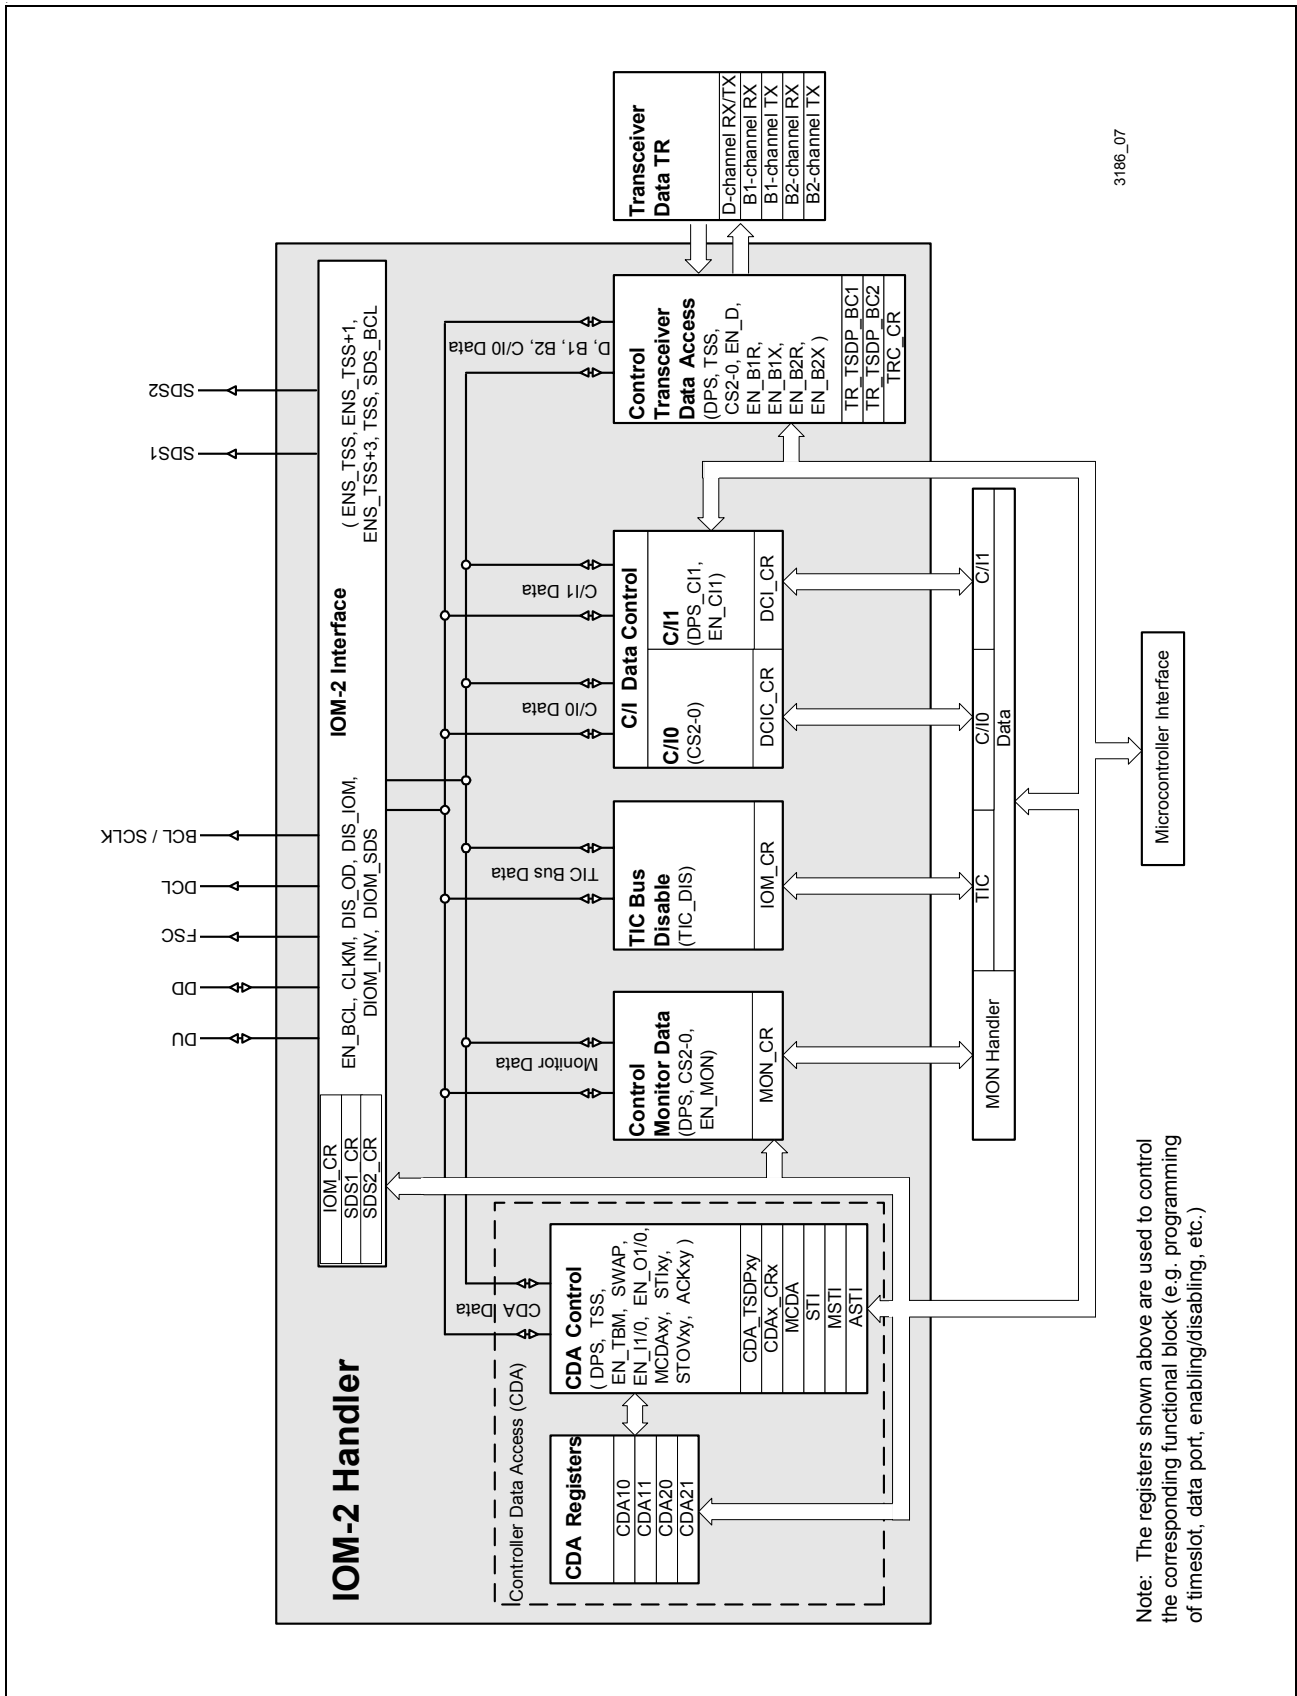 IOM-2 Handler
DU
DD
FSC
DCL
BCL / SCLK
SDS1
SDS2
IOM_CR
SDS1_CR
SDS2_CR
IOM-2 Interface
EN_BCL, CLKM, DIS_OD, DIS_IOM,
DIOM_INV, DIOM_SDS
( ENS_TSS, ENS_TSS+1,
ENS_TSS+3, TSS, SDS_BCL
Controller Data Access (CDA)
CDA Registers
CDA10
CDA11
CDA20
CDA21
CDA Data
CDA Control
( DPS, TSS,
EN_TBM, SWAP,
EN_I1/0, EN_O1/0,
MCDAxy, STIxy,
STOVxy, ACKxy )
CDA_TSDPxy
CDAx_CRx
MCDA
STI
MSTI
ASTI
Monitor Data
Control
Monitor Data
(DPS, CS2-0,
EN_MON)
MON_CR
TIC Bus Data
TIC Bus
Disable
(TIC_DIS)
IOM_CR
C/I0 Data
C/I1 Data
C/I Data Control
C/I0
(CS2-0)
DCIC_CR
C/I1
(DPS_CI1,
EN_CI1)
DCI_CR
D, B1, B2, C/I0 Data
Control
Transceiver
Data Access
(DPS, TSS,
CS2-0, EN_D,
EN_B1R,
EN_B1X,
EN_B2R,
EN_B2X )
TR_TSDP_BC1
TR_TSDP_BC2
TRC_CR
Transceiver
Data TR
D-channel RX/TX
B1-channel RX
B1-channel TX
B2-channel RX
B2-channel TX
MON Handler
TIC
C/I0
C/I1
Data
Microcontroller Interface
Note: The registers shown above are used to control
the corresponding functional block (e.g. programming
of timeslot, data port, enabling/disabling, etc.)
3186_07